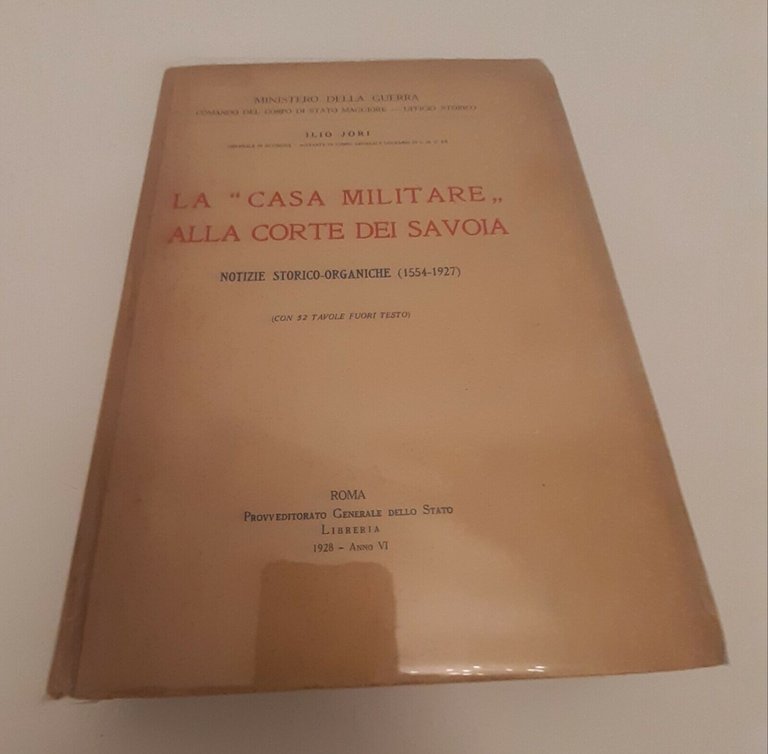 MINISTERO DELLA GUERRA
COMANDO DEL CORPO DI STATO MAGGIORE — UFFICIO STORICO
ILIO JORI
GENERALE DI
LA “CASA MILITARE„
ALLA CORTE DEI SAVOIA
NOTIZIE STORICO-ORGANICHE (1554-1927)
(CON 52 TAVOLE FUORI TESTO)
ROMA
PROVVEDITORATO GENERALE DELLO STATO
LIBRERIA
1928 - ANNO VI